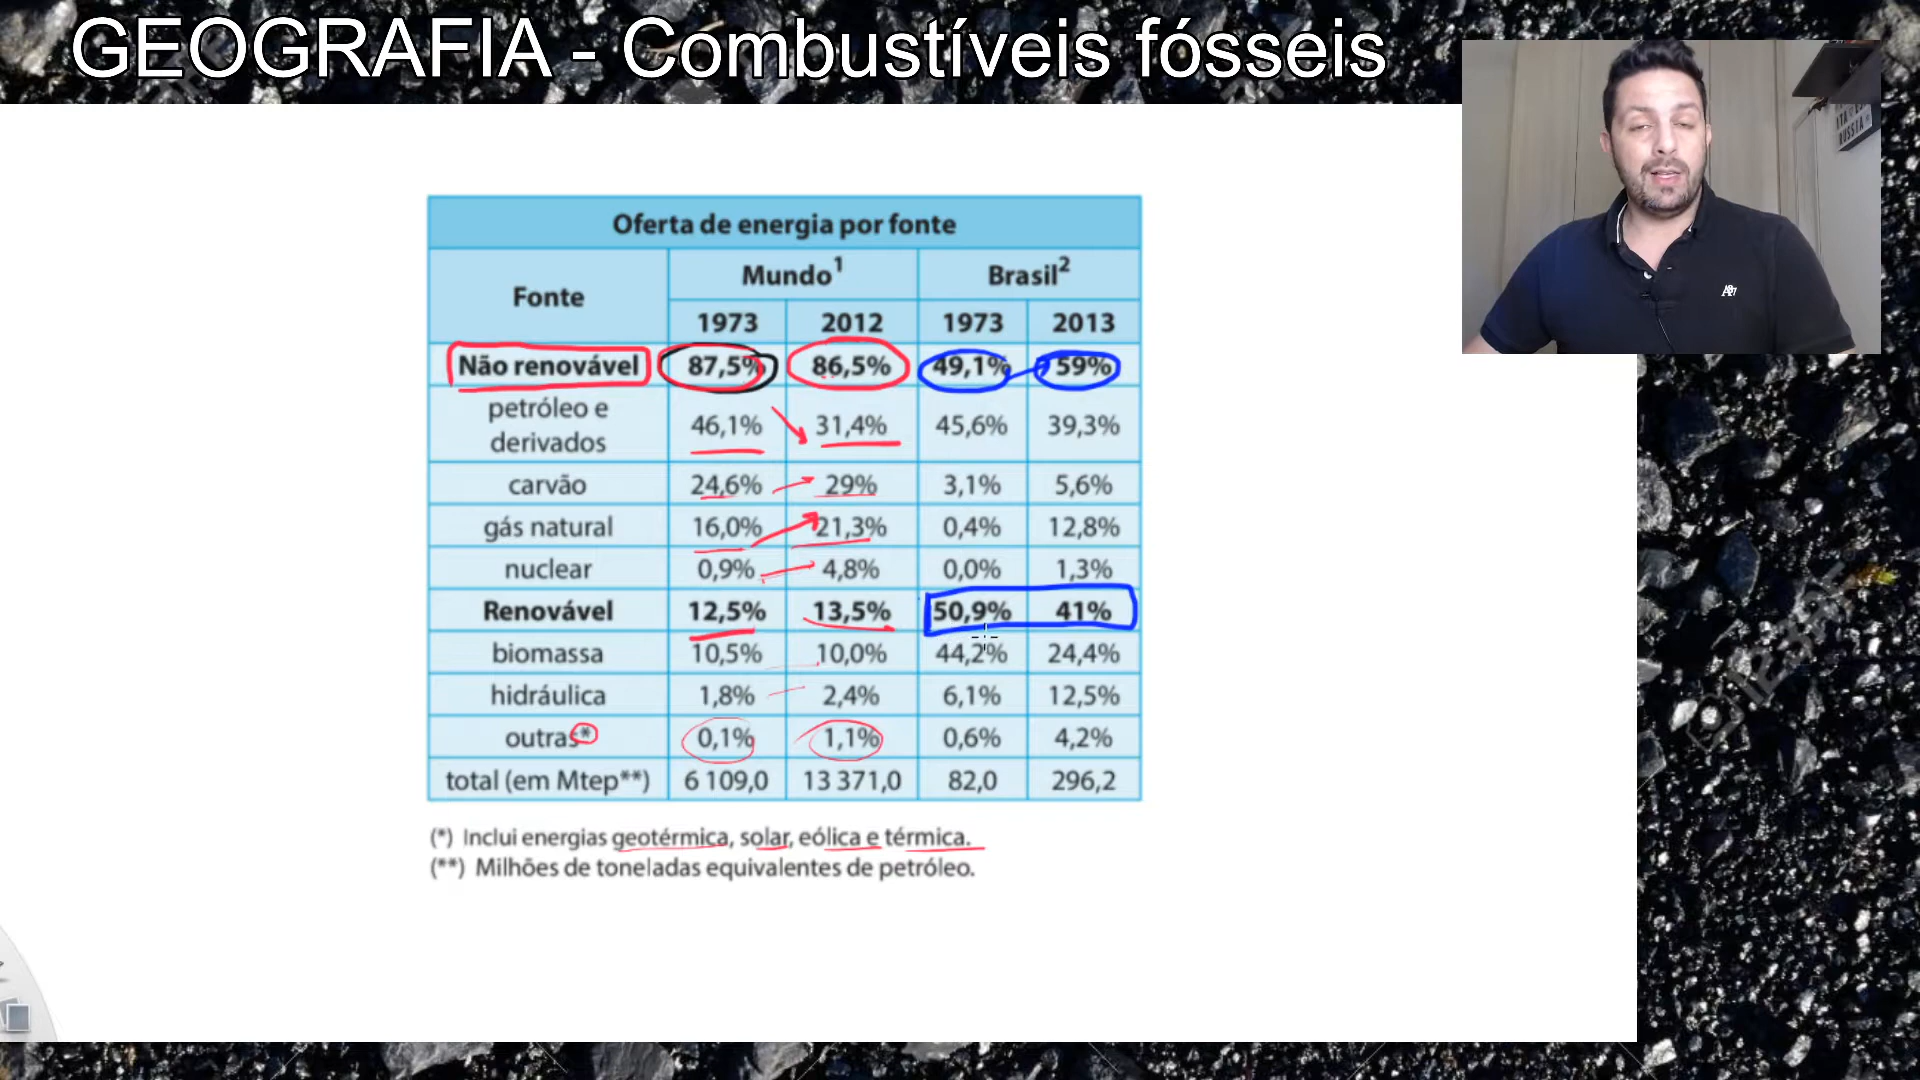 GEOGRAFIA - Combustíveis fósseis
Oferta de energia por fonte
Fonte Mundo¹ Brasil²
1973 2012 1973 2013
Não renovável 87,5% 86,5% 49,1% 59%
petróleo e
derivados 46,1% 31,4% 45,6% 39,3%
carvão 24,6% 29% 3,1% 5,6%
gás natural 16,0% 21,3% 0,4% 12,8%
nuclear 0,9% 4,8% 0,0% 1,3%
Renovável 12,5% 13,5% 50,9% 41%
biomassa 10,5% 10,0% 44,2% 24,4%
hidráulica 1,8% 2,4% 6,1% 12,5%
outras* 0,1% 1,1% 0,6% 4,2%
total (em Mtep**) 6 109,0 13 371,0 82,0 296,2
(*) Inclui energias geotérmica, solar, eólica e térmica.
(**) Milhões de toneladas equivalentes de petróleo.